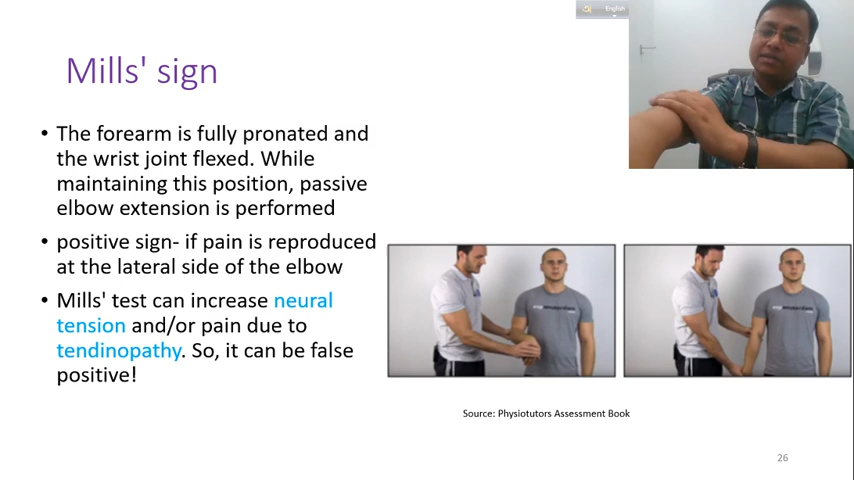 English
Mills' sign
• The forearm is fully pronated and
the wrist joint flexed. While
maintaining this position, passive
elbow extension is performed
• positive sign- if pain is reproduced
at the lateral side of the elbow
• Mills' test can increase neural
tension and/or pain due to
tendinopathy. So, it can be false
positive!
Source: Physiotutors Assessment Book
26